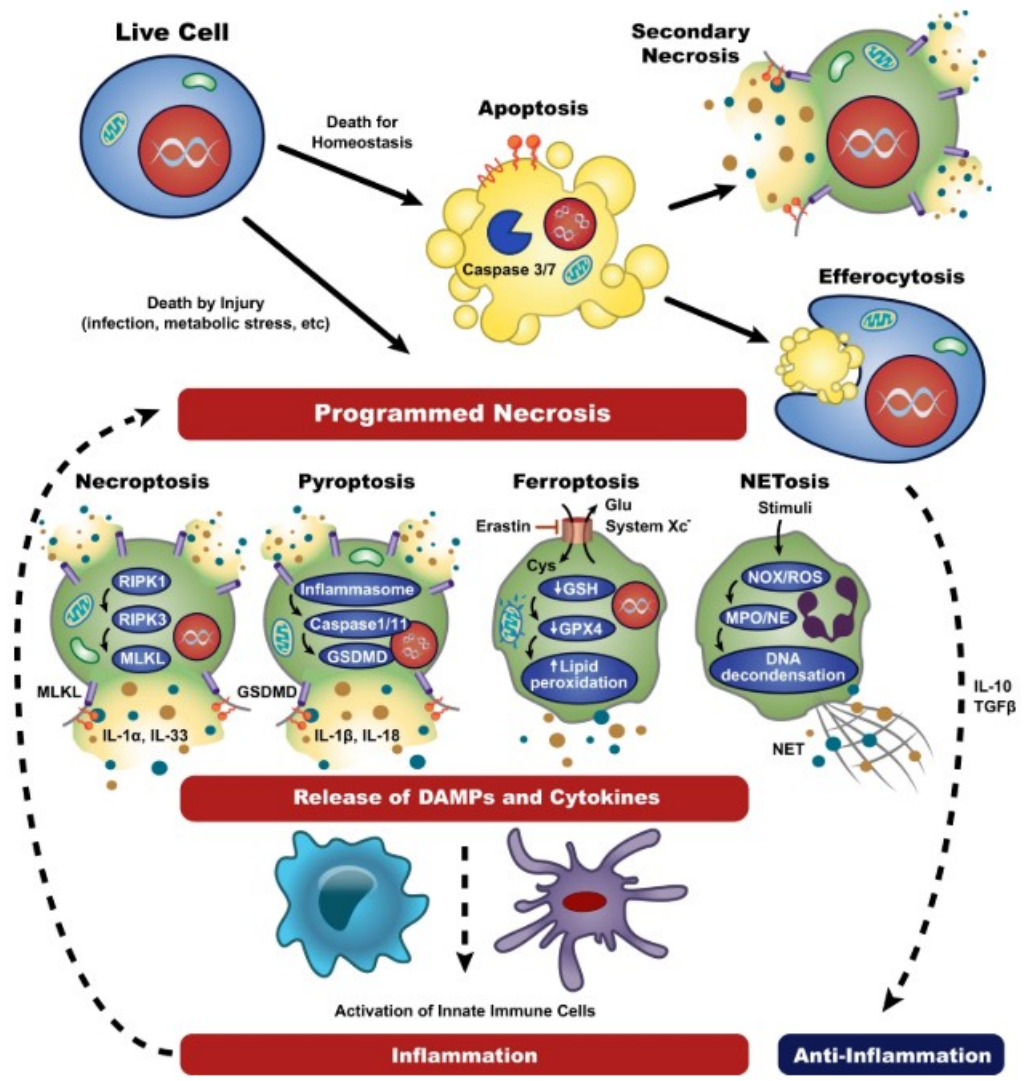 Live Cell
Secondary
Necrosis
Death for
Homeostasis
Apoptosis
Caspase 3/7
Death by Injury
(infection, metabolic stress, etc)
Efferocytosis
Programmed Necrosis
Necroptosis
Pyroptosis
Ferroptosis
NETosis
Glu
Erastin
System Xc-
Stimuli
Cys
RIPK1
RIPK3
MLKL
MLKL
IL-1α, IL-33
Inflammasome
Caspase1/11
GSDMD
GSDMD
IL-1β, IL-18
↓GSH
↓GPX4
↑Lipid
peroxidation
NOX/ROS
MPO/NE
DNA
decondensation
NET
IL-10
TGFβ
Release of DAMPs and Cytokines
Activation of Innate Immune Cells
Inflammation
Anti-Inflammation